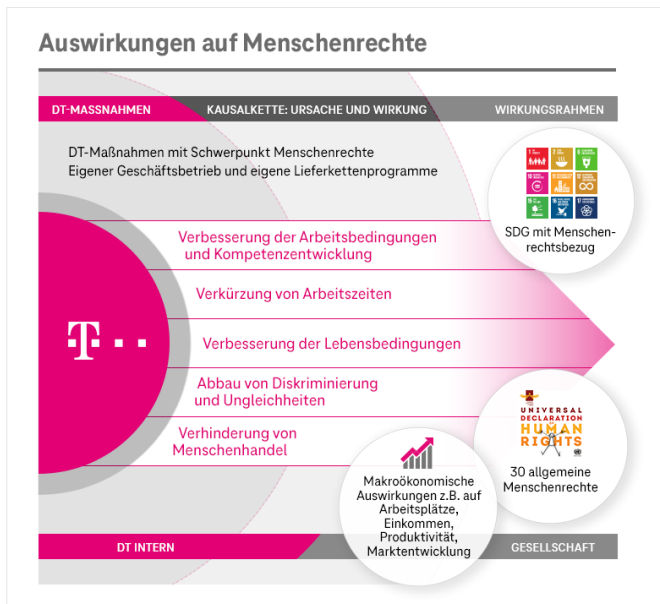 Auswirkungen auf Menschenrechte
DT-MASSNAHMEN
KAUSALKETTE: URSACHE UND WIRKUNG
WIRKUNGSRAHMEN
DT-Maßnahmen mit Schwerpunkt Menschenrechte
Eigener Geschäftsbetrieb und eigene Lieferkettenprogramme
SDG mit Menschen-
rechtsbezug
Verbesserung der Arbeitsbedingungen
und Kompetenzentwicklung
Verkürzung von Arbeitszeiten
T
Verbesserung der Lebensbedingungen
Abbau von Diskriminierung
und Ungleichheiten
Verhinderung von
Menschenhandel
UNIVERSAL
DECLARATION
HUMAN
RIGHTS
30 allgemeine
Menschenrechte
Makroökonomische
Auswirkungen z.B. auf
Arbeitsplätze,
Einkommen,
Produktivität,
Marktentwicklung
DT INTERN
GESELLSCHAFT